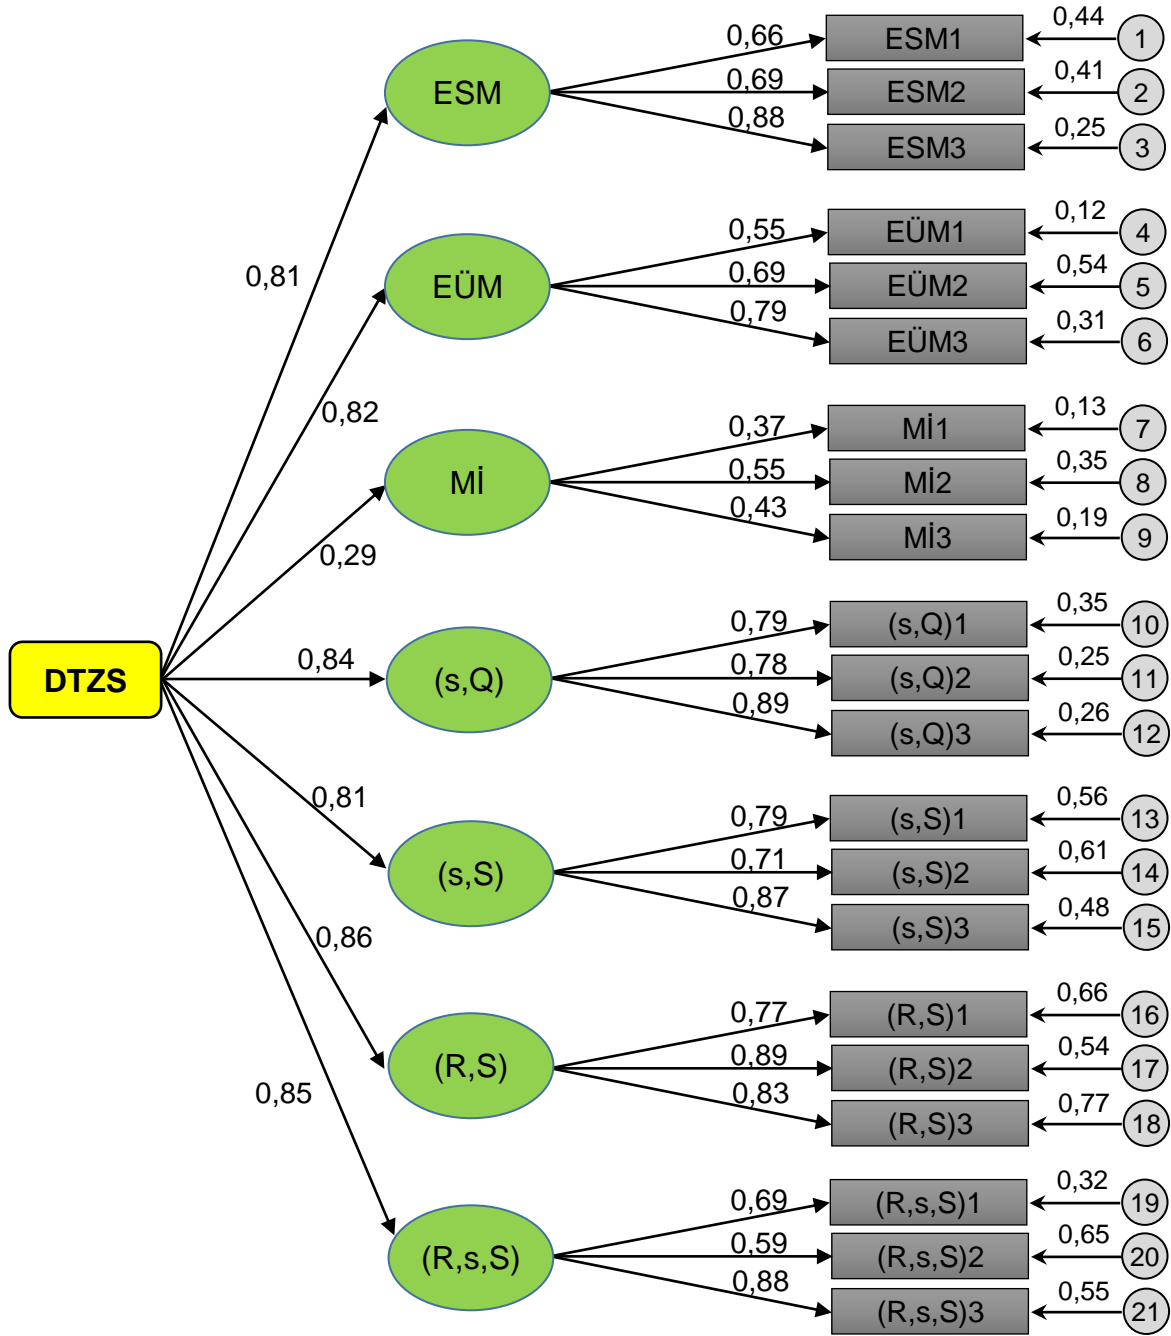 0,66 ESM1 0,44 1
ESM 0,69 ESM2 0,41 2
0,88 ESM3 0,25 3
0,81
0,55 EÜM1 0,12 4
EÜM 0,69 EÜM2 0,54 5
0,79 EÜM3 0,31 6
0,82
0,37 Mİ1 0,13 7
Mİ 0,55 Mİ2 0,35 8
0,43 Mİ3 0,19 9
0,29
0,79 (s,Q)1 0,35 10
DTZS 0,84 (s,Q) 0,78 (s,Q)2 0,25 11
0,89 (s,Q)3 0,26 12
0,81
0,79 (s,S)1 0,56 13
(s,S) 0,71 (s,S)2 0,61 14
0,87 (s,S)3 0,48 15
0,86
0,77 (R,S)1 0,66 16
(R,S) 0,89 (R,S)2 0,54 17
0,83 (R,S)3 0,77 18
0,85
0,69 (R,s,S)1 0,32 19
(R,s,S) 0,59 (R,s,S)2 0,65 20
0,88 (R,s,S)3 0,55 21